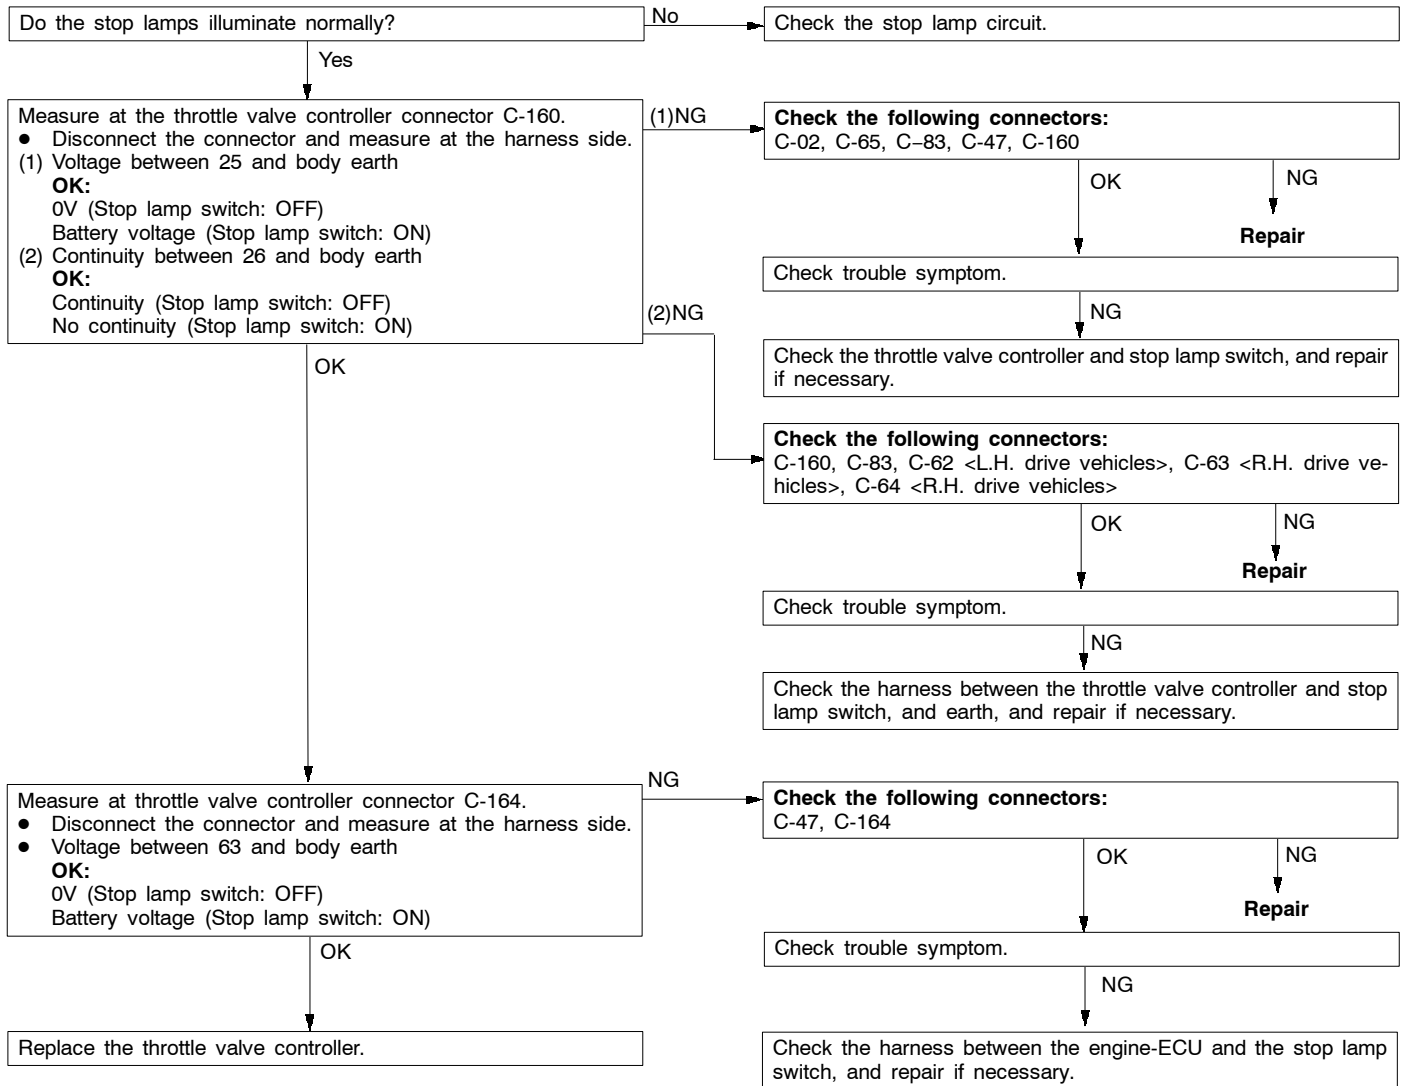 Do the stop lamps illuminate normally?
No
Check the stop lamp circuit.
Yes
Measure at the throttle valve controller connector C-160.
● Disconnect the connector and measure at the harness side.
(1) Voltage between 25 and body earth
OK:
0V (Stop lamp switch: OFF)
Battery voltage (Stop lamp switch: ON)
(2) Continuity between 26 and body earth
OK:
Continuity (Stop lamp switch: OFF)
No continuity (Stop lamp switch: ON)
(1)NG
Check the following connectors:
C-02, C-65, C−83, C-47, C-160
OK
NG
Repair
Check trouble symptom.
NG
Check the throttle valve controller and stop lamp switch, and repair
if necessary.
(2)NG
Check the following connectors:
C-160, C-83, C-62 <L.H. drive vehicles>, C-63 <R.H. drive ve-
hicles>, C-64 <R.H. drive vehicles>
OK
NG
Repair
Check trouble symptom.
NG
Check the harness between the throttle valve controller and stop
lamp switch, and earth, and repair if necessary.
OK
Measure at throttle valve controller connector C-164.
● Disconnect the connector and measure at the harness side.
● Voltage between 63 and body earth
OK:
0V (Stop lamp switch: OFF)
Battery voltage (Stop lamp switch: ON)
NG
Check the following connectors:
C-47, C-164
OK
NG
Repair
Check trouble symptom.
NG
Check the harness between the engine-ECU and the stop lamp
switch, and repair if necessary.
OK
Replace the throttle valve controller.